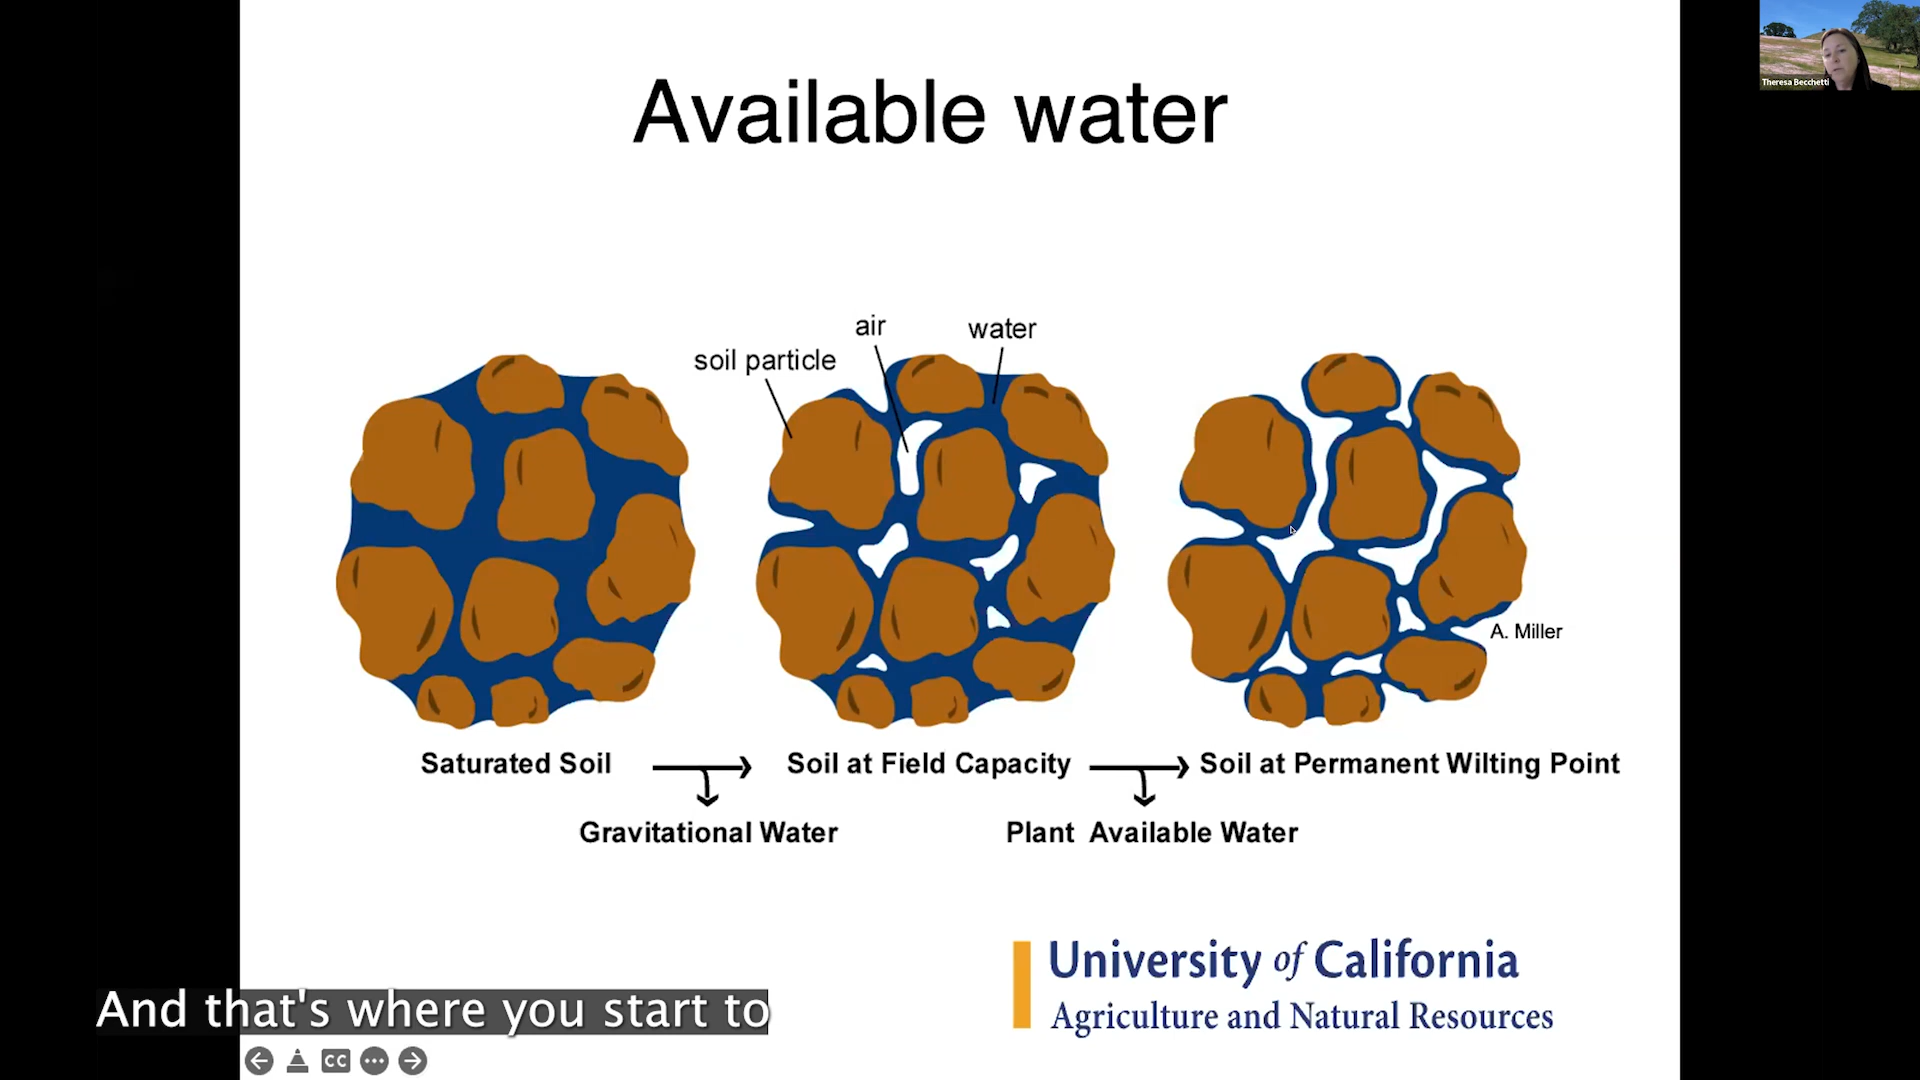 Available water
Theresa Becchetti
air
water
soil particle
A. Miller
Saturated Soil
Soil at Field Capacity
Soil at Permanent Wilting Point
Gravitational Water
Plant Available Water
University of California
Agriculture and Natural Resources
And that's where you start to
CC